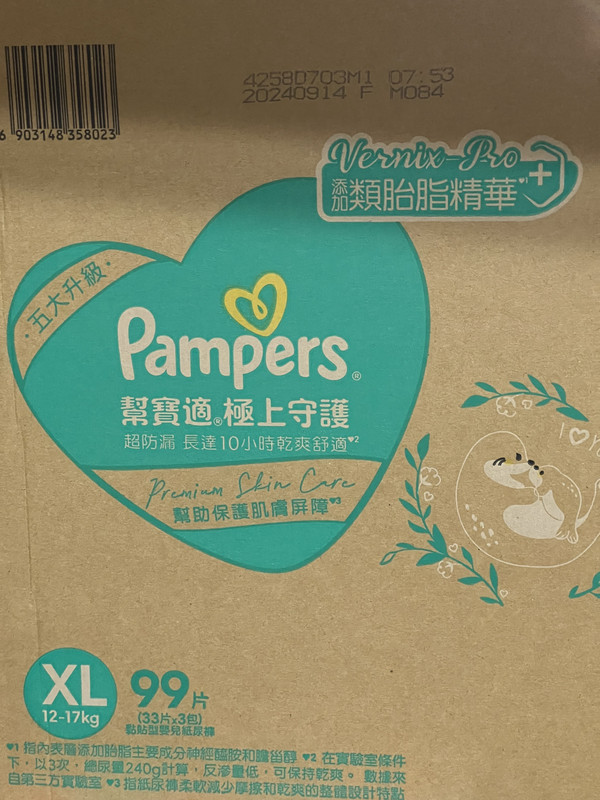 4258D703M1 07:53
20240914 F M084
6 903148 358023
Vernix-Pro
添加類胎脂精華♥1
五大升級
Pampers®
幫寶適®極上守護
超防漏 長達10小時乾爽舒適♥2
Premium Skin Care
幫助保護肌膚屏障♥3
I ♡
XL
12-17kg
99片
(33片x3包)
黏貼型嬰兒紙尿褲
♥1 指內表層添加胎脂主要成分神經醯胺和膽甾醇 ♥2 在實驗室條件
下,以3次,總尿量240g計算,反滲量低,可保持乾爽。 數據來
自第三方實驗室 ♥3 指紙尿褲柔軟減少摩擦和乾爽的整體設計特點